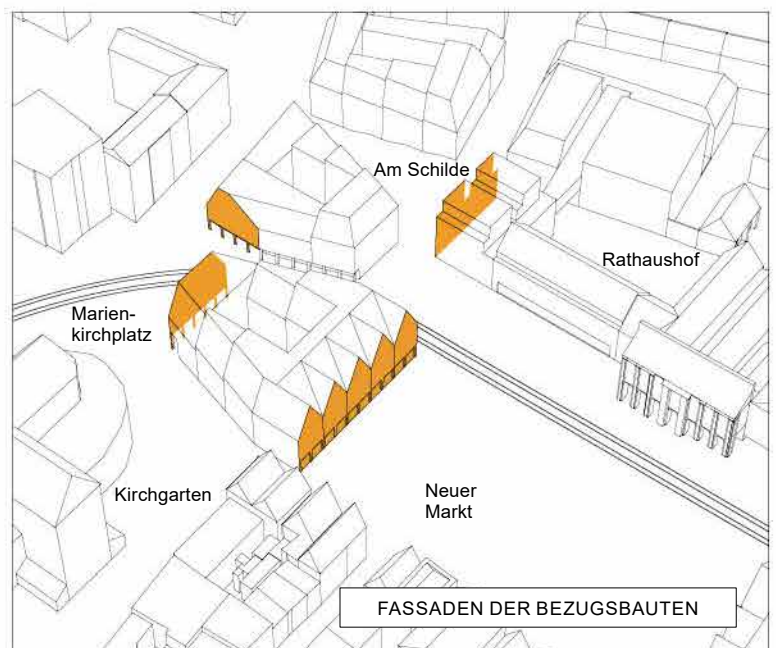 Am Schilde
Rathaushof
Marien-
kirchplatz
Kirchgarten
Neuer
Markt
FASSADEN DER BEZUGSBAUTEN